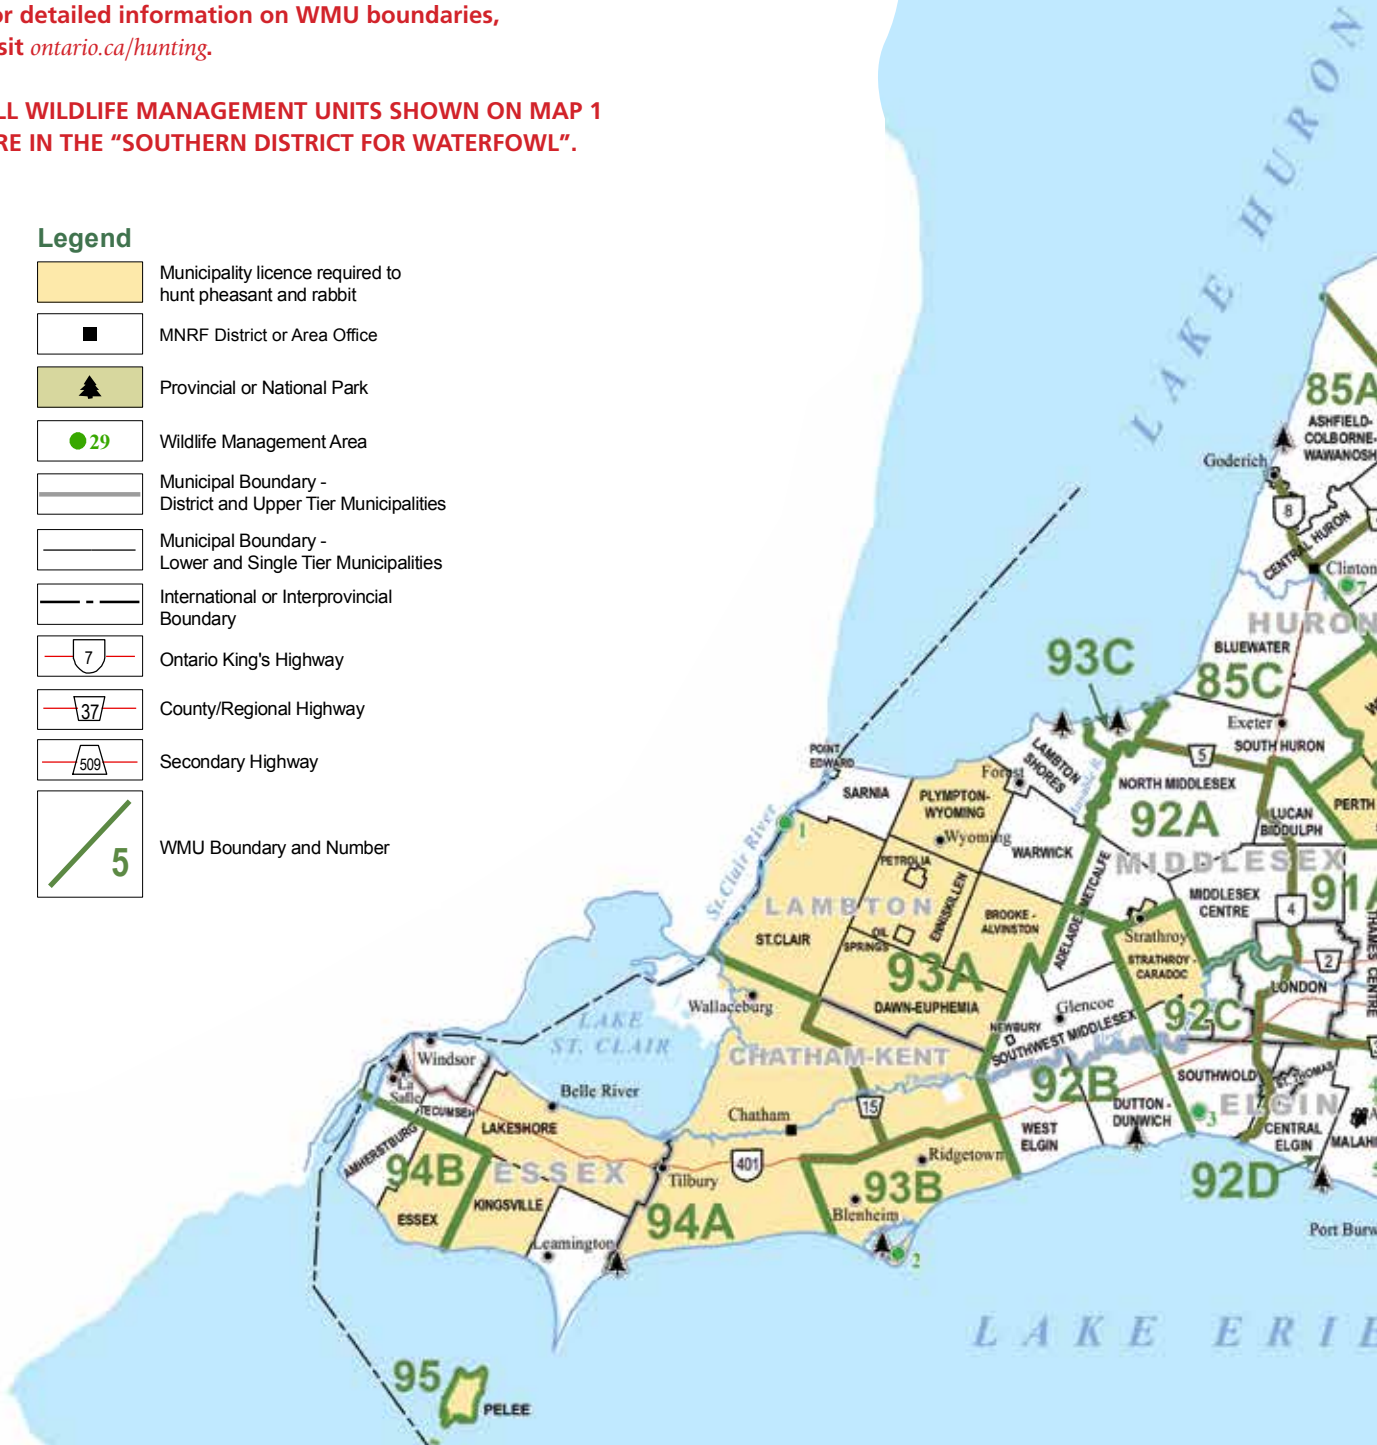 or detailed information on WMU boundaries,
sit ontario.ca/hunting.
LL WILDLIFE MANAGEMENT UNITS SHOWN ON MAP 1
RE IN THE “SOUTHERN DISTRICT FOR WATERFOWL”.
Legend
Municipality licence required to
hunt pheasant and rabbit
MNRF District or Area Office
Provincial or National Park
29
Wildlife Management Area
Municipal Boundary -
District and Upper Tier Municipalities
Municipal Boundary -
Lower and Single Tier Municipalities
International or Interprovincial
Boundary
7
Ontario King's Highway
37
County/Regional Highway
509
Secondary Highway
5
WMU Boundary and Number
LAKE HURON
85A
ASHFIELD-
COLBORNE-
WAWANOSH
Goderich
8
CENTRAL HURON
Clinton
7
HURON
BLUEWATER
93C
85C
Exeter
SOUTH HURON
5
POINT
EDWARD
LAMBTON
SHORES
Forest
Ausable R.
NORTH MIDDLESEX
SARNIA
PLYMPTON-
WYOMING
Wyoming
92A
LUCAN
BIDDULPH
PERTH
1
St. Clair River
PETROLIA
WARWICK
MIDDLESEX
ENNISKILLEN
ADELAIDE-METCALFE
MIDDLESEX
CENTRE
4
91A
LAMBTON
BROOKE -
ALVINSTON
ST.CLAIR
OIL
SPRINGS
Strathroy
STRATHROY -
CARADOC
THAMES CENTRE
2
93A
LONDON
DAWN-EUPHEMIA
Wallaceburg
Glencoe
92C
NEWBURY
SOUTHWEST MIDDLESEX
LAKE
ST. CLAIR
CHATHAM-KENT
Windsor
La
Salle
TECUMSEH
Belle River
92B
SOUTHWOLD
ST. THOMAS
Chatham
15
DUTTON -
DUNWICH
3
ELGIN
LAKESHORE
WEST
ELGIN
CENTRAL
ELGIN
MALAHI
AMHERSTBURG
94B
ESSEX
401
Tilbury
Ridgetown
92D
KINGSVILLE
93B
ESSEX
94A
Blenheim
Leamington
2
Port Burw
LAKE ERIE
95
PELEE